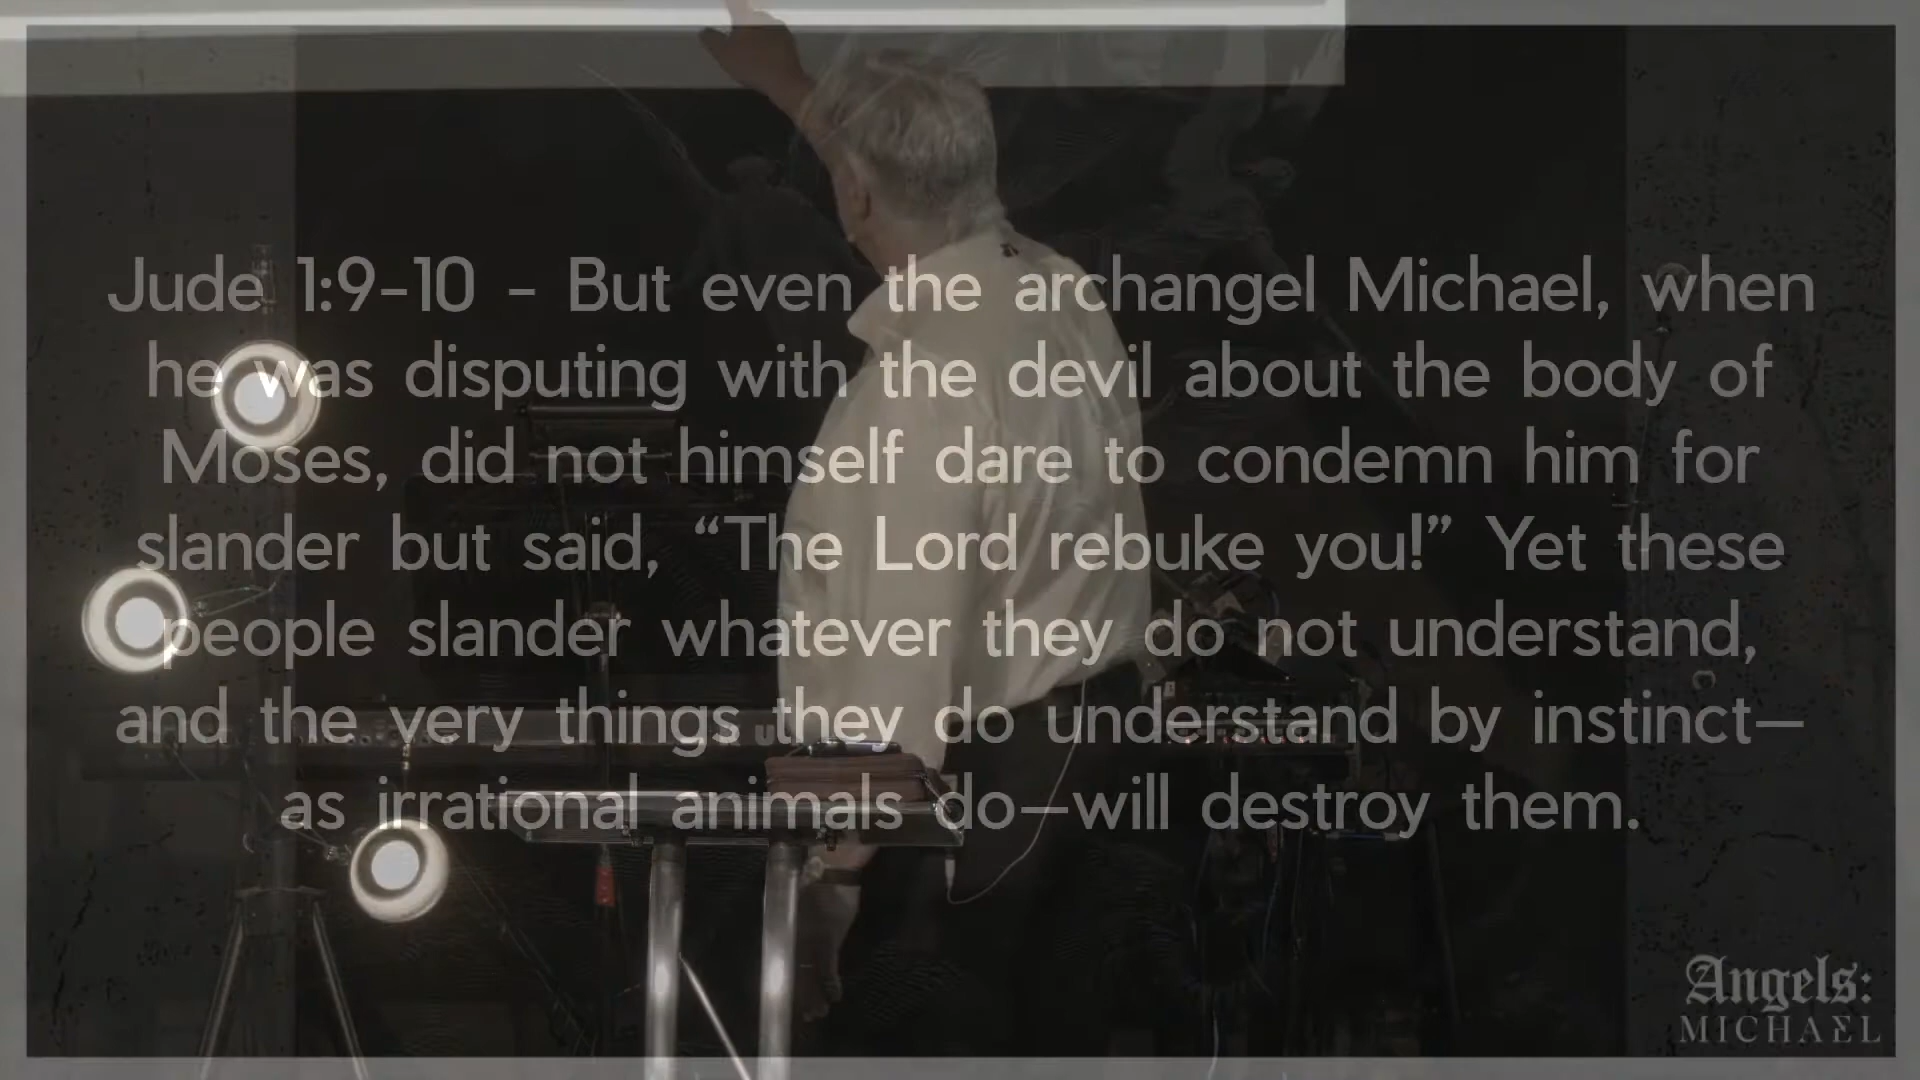 Jude 1:9-10 - But even the archangel Michael, when
he was disputing with the devil about the body of
Moses, did not himself dare to condemn him for
slander but said, “The Lord rebuke you!” Yet these
people slander whatever they do not understand,
and the very things they do understand by instinct—
as irrational animals do—will destroy them.
Angels:
MICHAEL